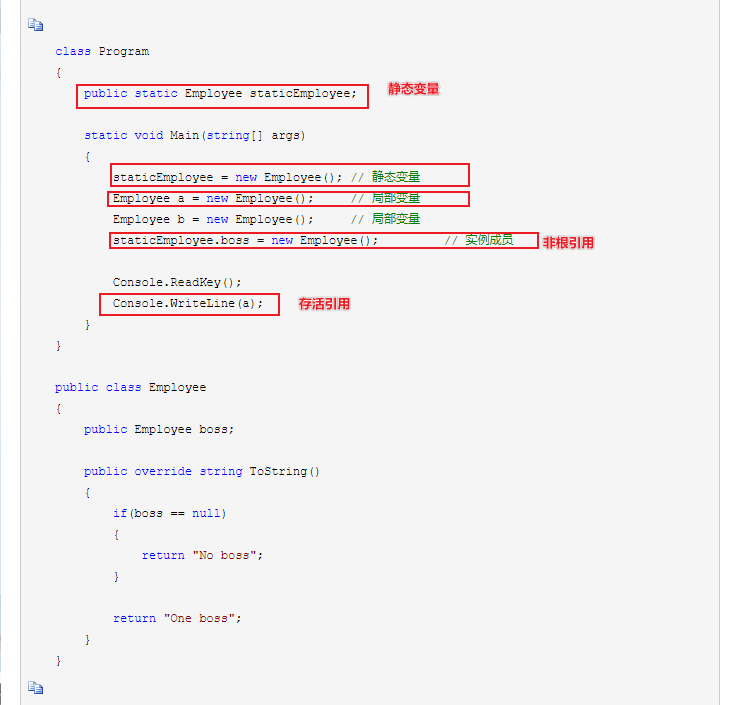 class Program
{
public static Employee staticEmployee; 静态变量
static void Main(string[] args)
{
staticEmployee = new Employee(); // 静态变量
Employee a = new Employee(); // 局部变量
Employee b = new Employee(); // 局部变量
staticEmployee.boss = new Employee(); // 实例成员 非根引用
Console.ReadKey();
Console.WriteLine(a); 存活引用
}
}
public class Employee
{
public Employee boss;
public override string ToString()
{
if(boss == null)
{
return "No boss";
}
return "One boss";
}
}